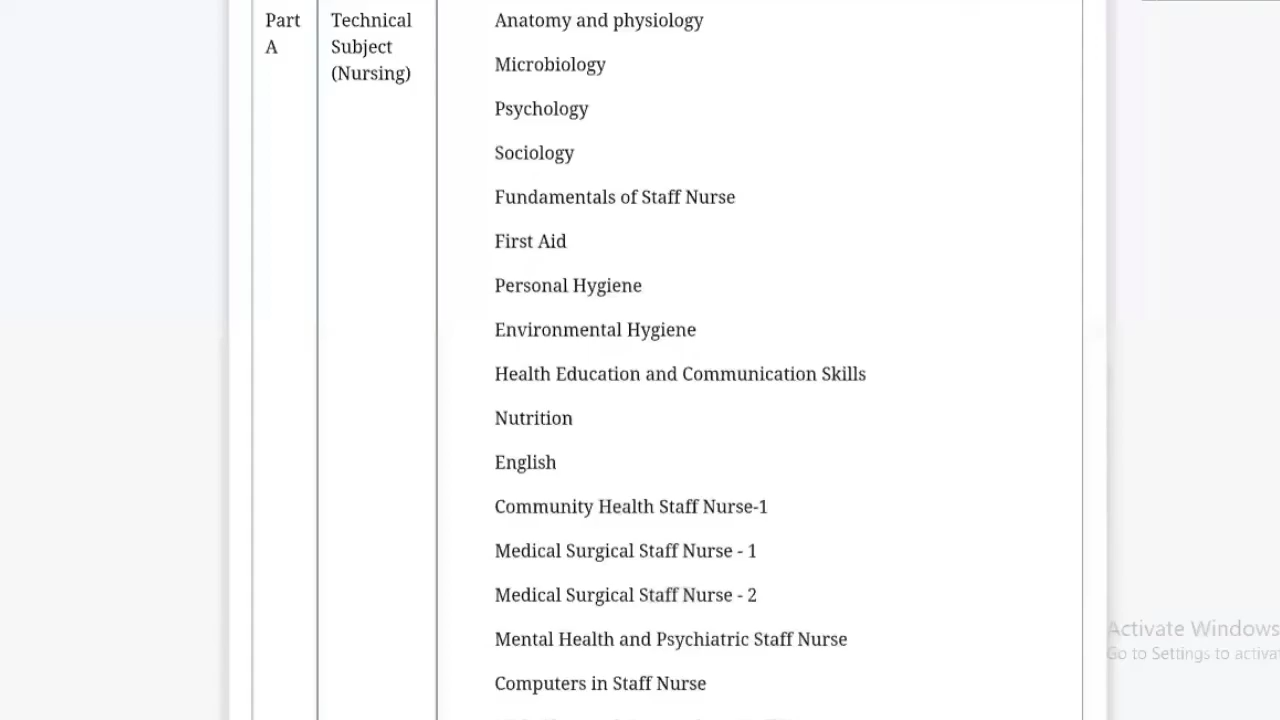 Part
A
Technical
Subject
(Nursing)
Anatomy and physiology
Microbiology
Psychology
Sociology
Fundamentals of Staff Nurse
First Aid
Personal Hygiene
Environmental Hygiene
Health Education and Communication Skills
Nutrition
English
Community Health Staff Nurse-1
Medical Surgical Staff Nurse - 1
Medical Surgical Staff Nurse - 2
Mental Health and Psychiatric Staff Nurse
Computers in Staff Nurse
Activate Windows
Go to Settings to activa